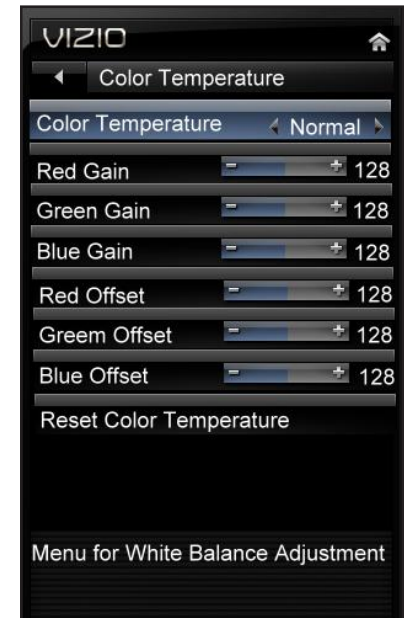 VIZIO
Color Temperature
Color Temperature Normal
Red Gain - + 128
Green Gain - + 128
Blue Gain - + 128
Red Offset - + 128
Greem Offset - + 128
Blue Offset - + 128
Reset Color Temperature
Menu for White Balance Adjustment